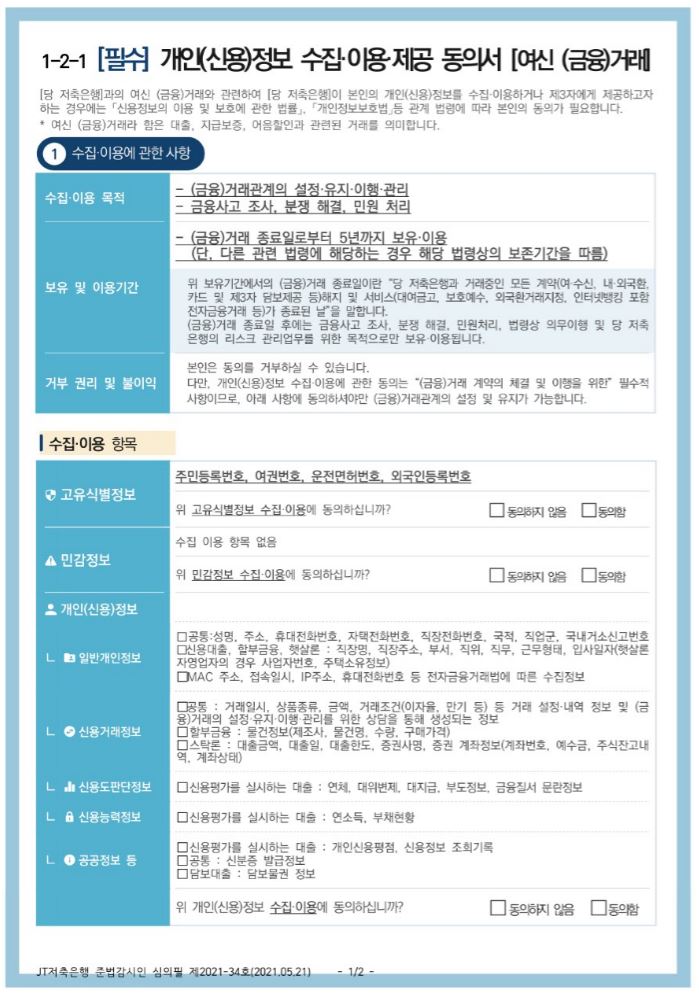 1-2-1 [필수] 개인(신용)정보 수집·이용·제공 동의서 [여신 (금융)거래]
[당 저축은행]과의 여신 (금융)거래와 관련하여 [당 저축은행]이 본인의 개인(신용)정보를 수집·이용하거나 제3자에게 제공하고자
하는 경우에는 「신용정보의 이용 및 보호에 관한 법률」, 「개인정보보호법」등 관계 법령에 따라 본인의 동의가 필요합니다.
* 여신 (금융)거래라 함은 대출, 지급보증, 어음할인과 관련된 거래를 의미합니다.
1 수집·이용에 관한 사항
수집·이용 목적
- (금융)거래관계의 설정·유지·이행·관리
- 금융사고 조사, 분쟁 해결, 민원 처리
보유 및 이용기간
- (금융)거래 종료일로부터 5년까지 보유·이용
(단, 다른 관련 법령에 해당하는 경우 해당 법령상의 보존기간을 따름)
위 보유기간에서의 (금융)거래 종료일이란 "당 저축은행과 거래중인 모든 계약(여·수신, 내·외국환,
카드 및 제3자 담보제공 등)해지 및 서비스(대여금고, 보호예수, 외국환거래지정, 인터넷뱅킹 포함
전자금융거래 등)가 종료된 날"을 말합니다.
(금융)거래 종료일 후에는 금융사고 조사, 분쟁 해결, 민원처리, 법령상 의무이행 및 당 저축
은행의 리스크 관리업무를 위한 목적으로만 보유·이용됩니다.
거부 권리 및 불이익
본인은 동의를 거부하실 수 있습니다.
다만, 개인(신용)정보 수집·이용에 관한 동의는 "(금융)거래 계약의 체결 및 이행을 위한" 필수적
사항이므로, 아래 사항에 동의하셔야만 (금융)거래관계의 설정 및 유지가 가능합니다.
수집·이용 항목
고유식별정보
주민등록번호, 여권번호, 운전면허번호, 외국인등록번호
위 고유식별정보 수집·이용에 동의하십니까? □동의하지 않음 □동의함
민감정보
수집 이용 항목 없음
위 민감정보 수집·이용에 동의하십니까? □동의하지 않음 □동의함
개인(신용)정보
ㄴ 일반개인정보
□공통:성명, 주소, 휴대전화번호, 자택전화번호, 직장전화번호, 국적, 직업군, 국내거소신고번호
□신용대출, 할부금융, 햇살론 : 직장명, 직장주소, 부서, 직위, 직무, 근무형태, 입사일자(햇살론
자영업자의 경우 사업자번호, 주택소유정보)
□MAC 주소, 접속일시, IP주소, 휴대전화번호 등 전자금융거래법에 따른 수집정보
ㄴ 신용거래정보
□공통 : 거래일시, 상품종류, 금액, 거래조건(이자율, 만기 등) 등 거래 설정·내역 정보 및 (금
융)거래의 설정·유지·이행·관리를 위한 상담을 통해 생성되는 정보
□할부금융 : 물건정보(제조사, 물건명, 수량, 구매가격)
□스탁론 : 대출금액, 대출일, 대출한도, 증권사명, 증권 계좌정보(계좌번호, 예수금, 주식잔고내
역, 계좌상태)
ㄴ 신용도판단정보
□신용평가를 실시하는 대출 : 연체, 대위변제, 대지급, 부도정보, 금융질서 문란정보
ㄴ 신용능력정보
□신용평가를 실시하는 대출 : 연소득, 부채현황
ㄴ 공공정보 등
□신용평가를 실시하는 대출 : 개인신용평점, 신용정보 조회기록
□공통 : 신분증 발급정보
□담보대출 : 담보물권 정보
위 개인(신용)정보 수집·이용에 동의하십니까? □동의하지 않음 □동의함
JT저축은행 준법감시인 심의필 제2021-34호(2021.05.21) - 1/2 -